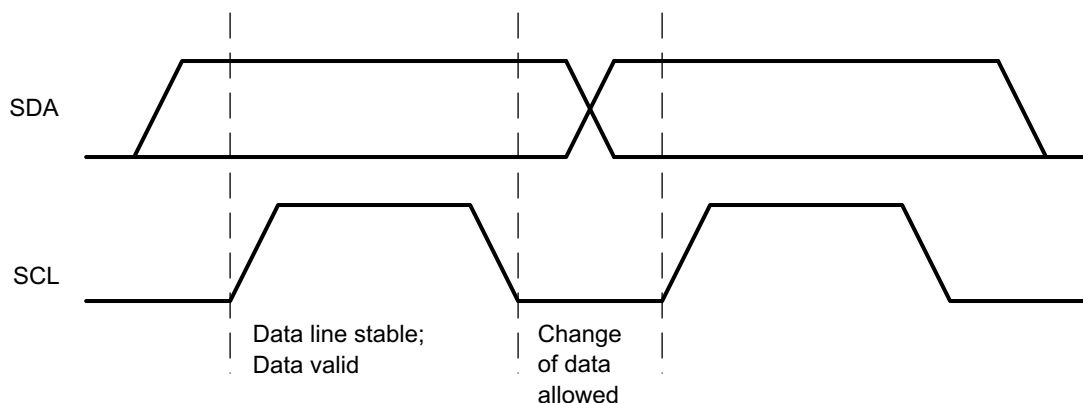 SDA
SCL
Data line stable;
Data valid
Change
of data
allowed